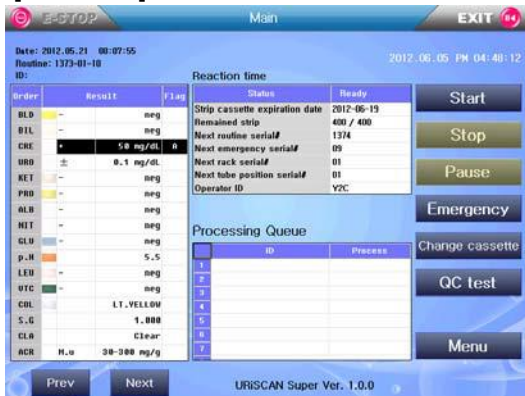 E-STOP
Main
EXIT
Date: 2012.05.21 00:07:55
Routine: 1373-01-10
ID:
2012.06.05 PM 04:48:12
Order Result Flag
BLD - neg
BIL - neg
CRE + 50 mg/dL A
URO ± 0.1 mg/dL
KET - neg
PRO - neg
ALB - neg
NIT - neg
GLU - neg
p.H 5.5
LEU - neg
VTC - neg
COL LT.YELLOW
S.G 1.000
CLA Clear
ACR M.u 30-300 mg/g
Reaction time
Status Ready
Strip cassette expiration date 2012-06-19
Remained strip 400 / 400
Next routine serial# 1374
Next emergency serial# 09
Next rack serial# 01
Next tube position serial# 01
Operator ID Y2C
Processing Queue
ID Process
1
2
3
4
5
6
7
Start
Stop
Pause
Emergency
Change cassette
QC test
Menu
Prev
Next
URiSCAN Super Ver. 1.0.0